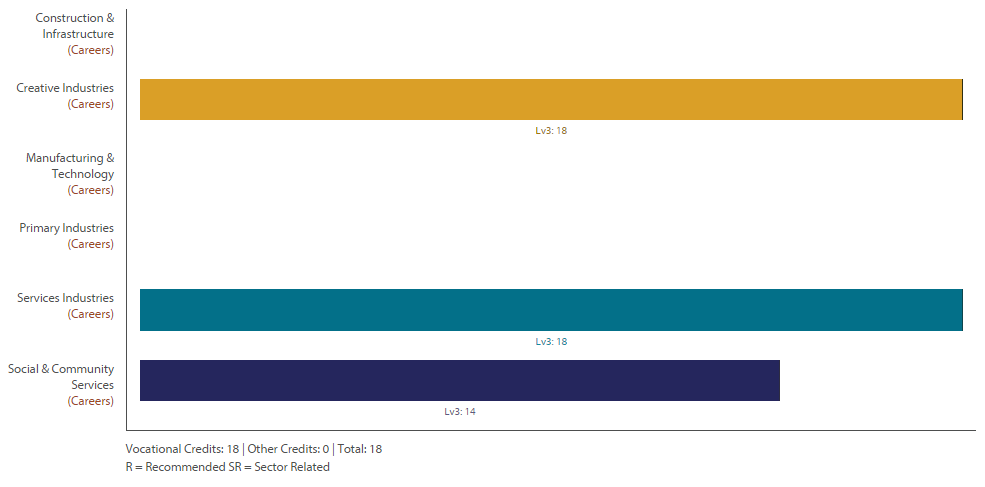 Construction &
Infrastructure
(Careers)
Creative Industries
(Careers)
Lv3: 18
Manufacturing &
Technology
(Careers)
Primary Industries
(Careers)
Services Industries
(Careers)
Lv3: 18
Social & Community
Services
(Careers)
Lv3: 14
Vocational Credits: 18 | Other Credits: 0 | Total: 18
R = Recommended SR = Sector Related